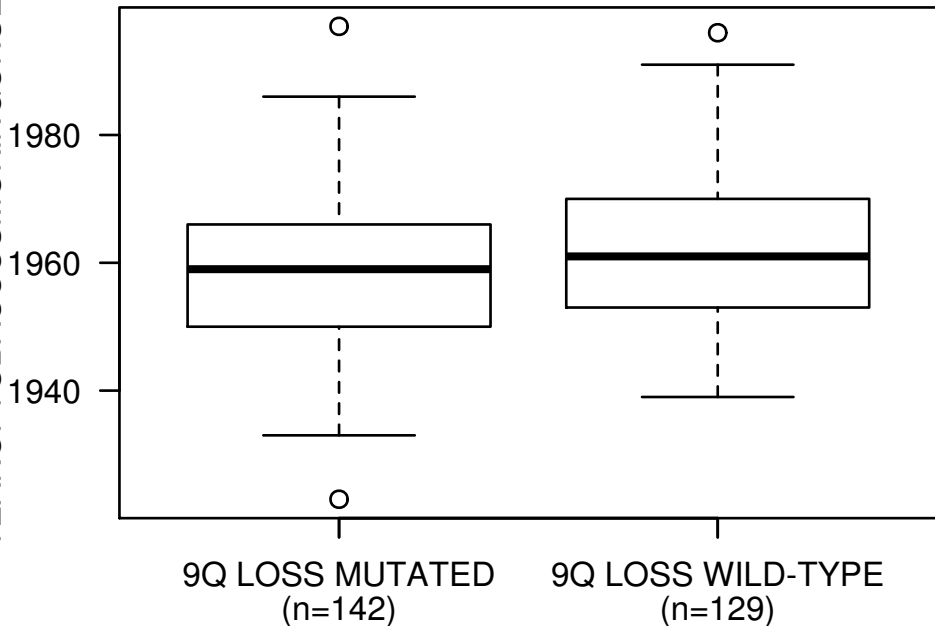 1980
1960
1940
9Q LOSS MUTATED
(n=142)
9Q LOSS WILD-TYPE
(n=129)